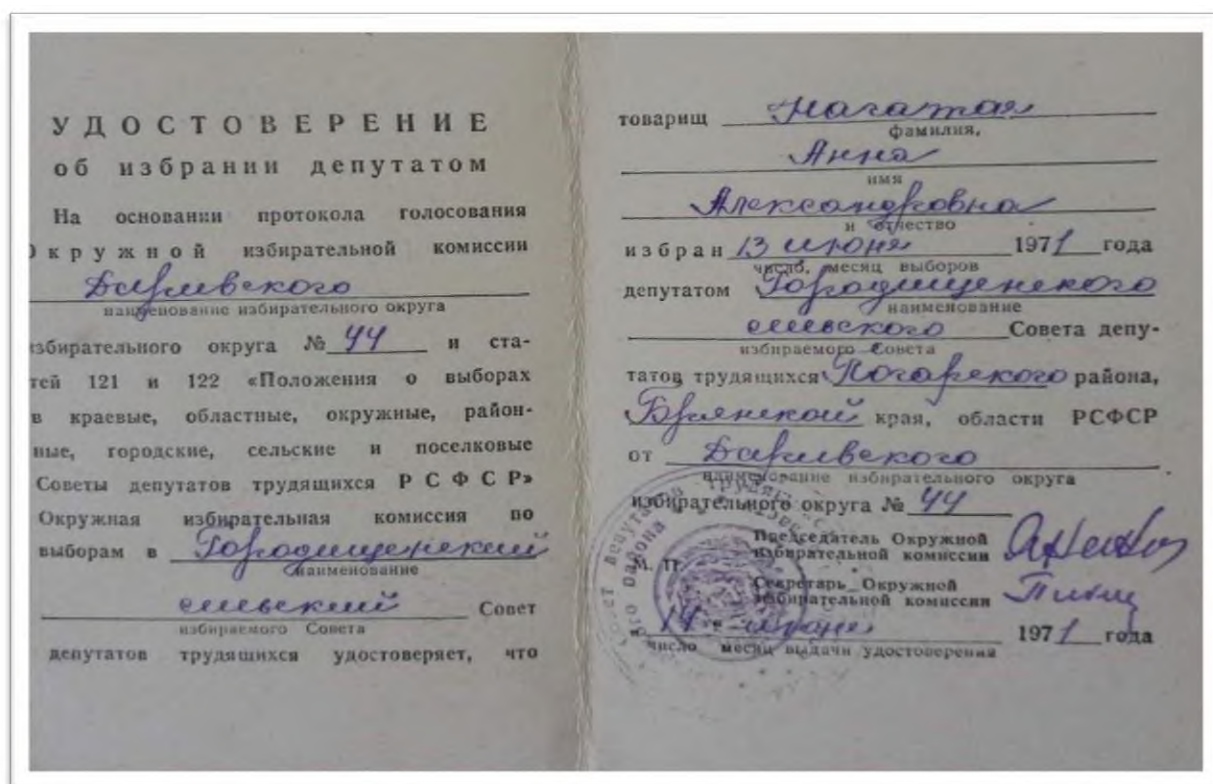 УДОСТОВЕРЕНИЕ
об избрании депутатом
На основании протокола голосования
Окружной избирательной комиссии
наименование избирательного округа
избирательного округа № 44 и ста-
тей 121 и 122 «Положения о выборах
в краевые, областные, окружные, район-
ные, городские, сельские и поселковые
Советы депутатов трудящихся РСФСР»
Окружная избирательная комиссия по
выборам в Городищенский
наименование
сельский Совет
избираемого Совета
депутатов трудящихся удостоверяет, что
товарищ
фамилия,
Анна
имя
Александровна
и отчество
избран 13 июня 1971 года
число, месяц выборов
депутатом Городищенского
наименование
сельского Совета депу-
избираемого Совета
татов трудящихся Погарского района,
Брянской края, области РСФСР
от
наименование избирательного округа
избирательного округа № 44
Председатель Окружной
избирательной комиссии
М. П.
Секретарь Окружной
избирательной комиссии
14 июня 1971 года
число месяц выдачи удостоверения